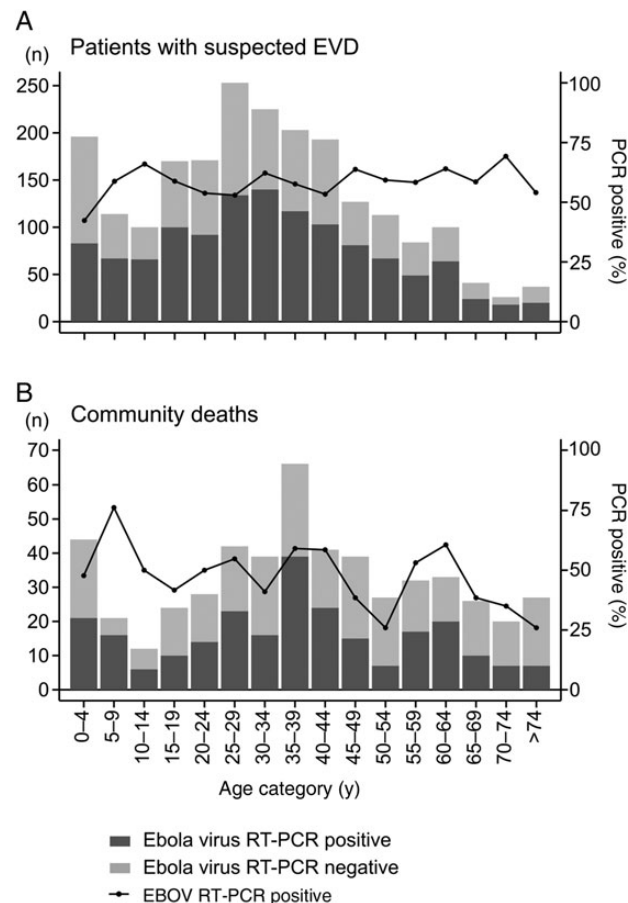 A
(n) Patients with suspected EVD
250
200
150
100
50
0
100
75
50
25
0
PCR positive (%)
B
(n) Community deaths
70
60
50
40
30
20
10
0
100
75
50
25
0
PCR positive (%)
0–4 5–9 10–14 15–19 20–24 25–29 30–34 35–39 40–44 45–49 50–54 55–59 60–64 65–69 70–74 >74
Age category (y)
Ebola virus RT-PCR positive
Ebola virus RT-PCR negative
EBOV RT-PCR positive